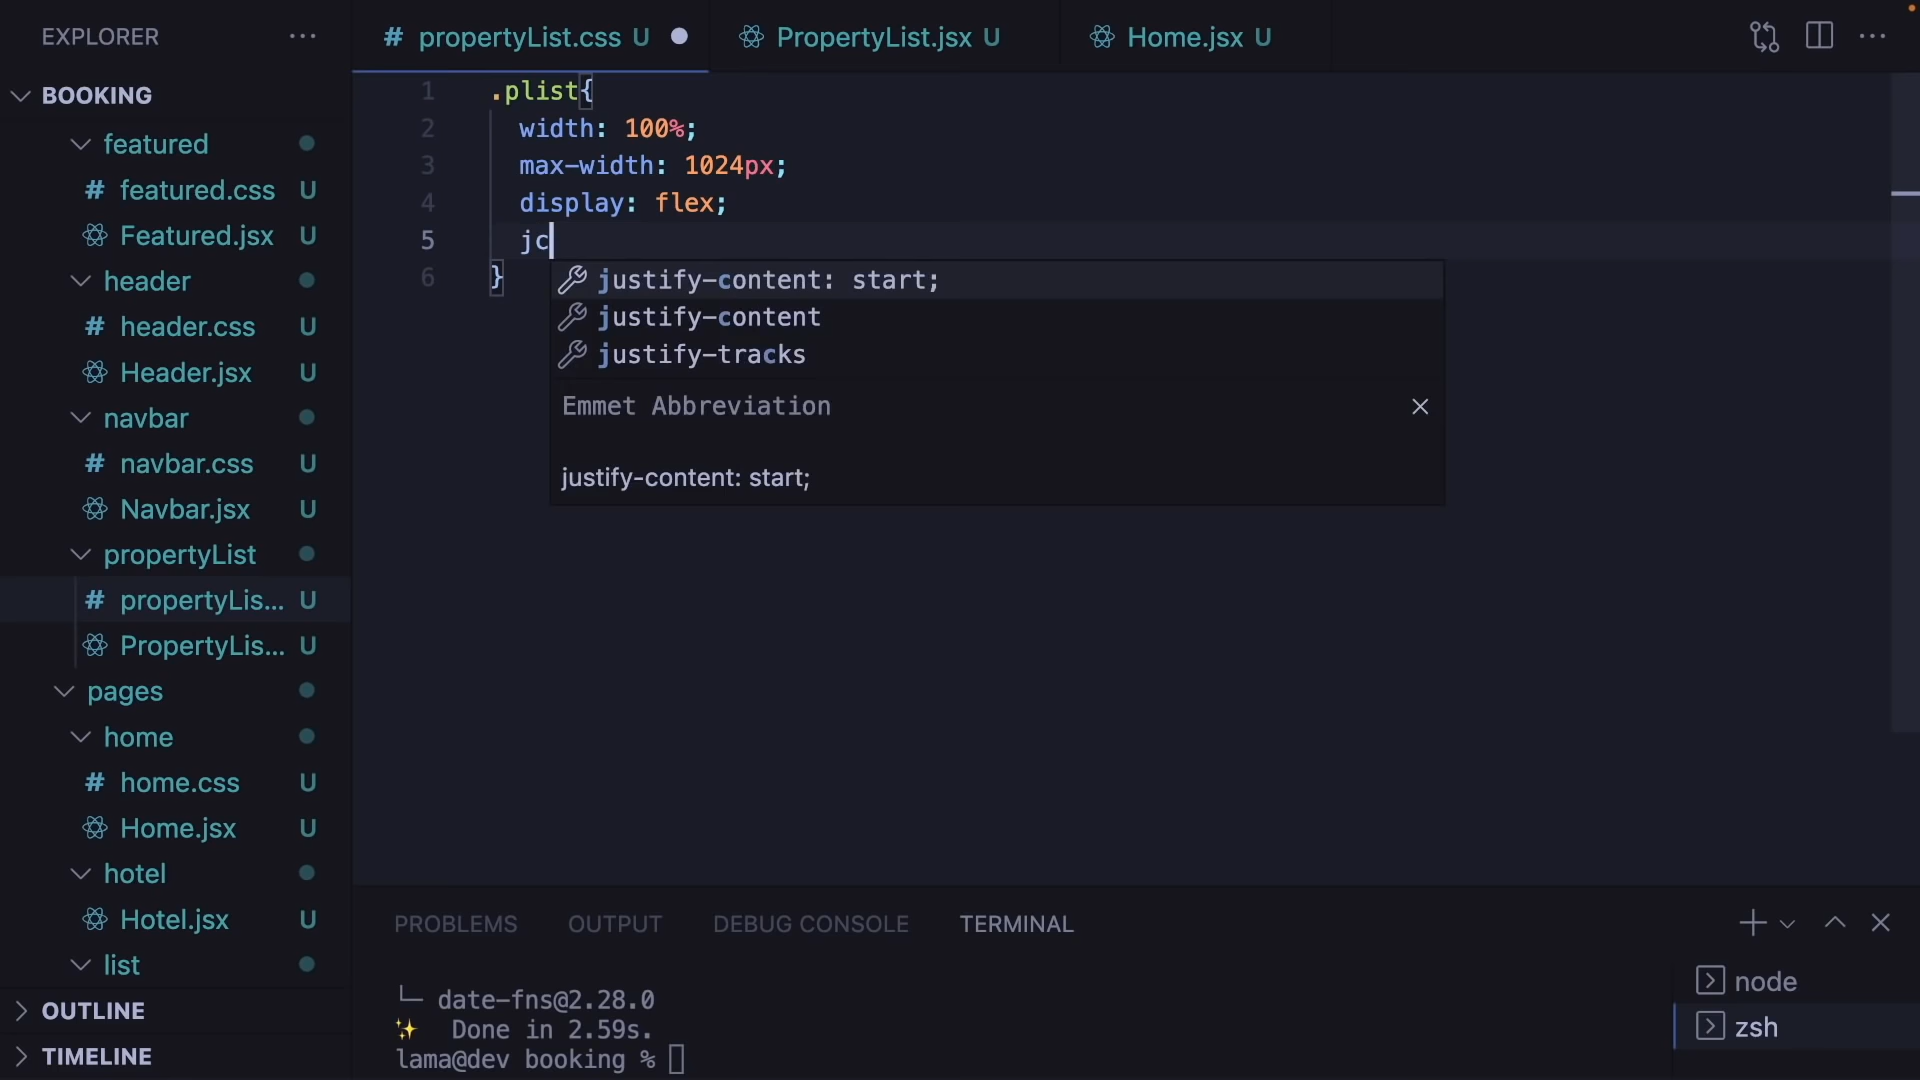 EXPLORER
BOOKING
featured
# featured.css U
Featured.jsx U
header
# header.css U
Header.jsx U
navbar
# navbar.css U
Navbar.jsx U
propertyList
# propertyLis... U
PropertyLis... U
pages
home
# home.css U
Home.jsx U
hotel
Hotel.jsx U
list
OUTLINE
TIMELINE
# propertyList.css U
PropertyList.jsx U
Home.jsx U
1 .plist{
2 width: 100%;
3 max-width: 1024px;
4 display: flex;
5 jc
6 }
justify-content: start;
justify-content
justify-tracks
Emmet Abbreviation
justify-content: start;
PROBLEMS OUTPUT DEBUG CONSOLE TERMINAL
└─ date-fns@2.28.0
✨ Done in 2.59s.
lama@dev booking %
node
zsh